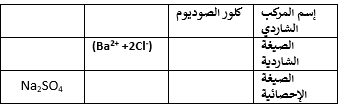 إسم المركب الشاردي
كلور الصوديوم
الصيغة الشاردية
(Ba²⁺ +2Cl⁻)
الصيغة الإحصائية
Na₂SO₄